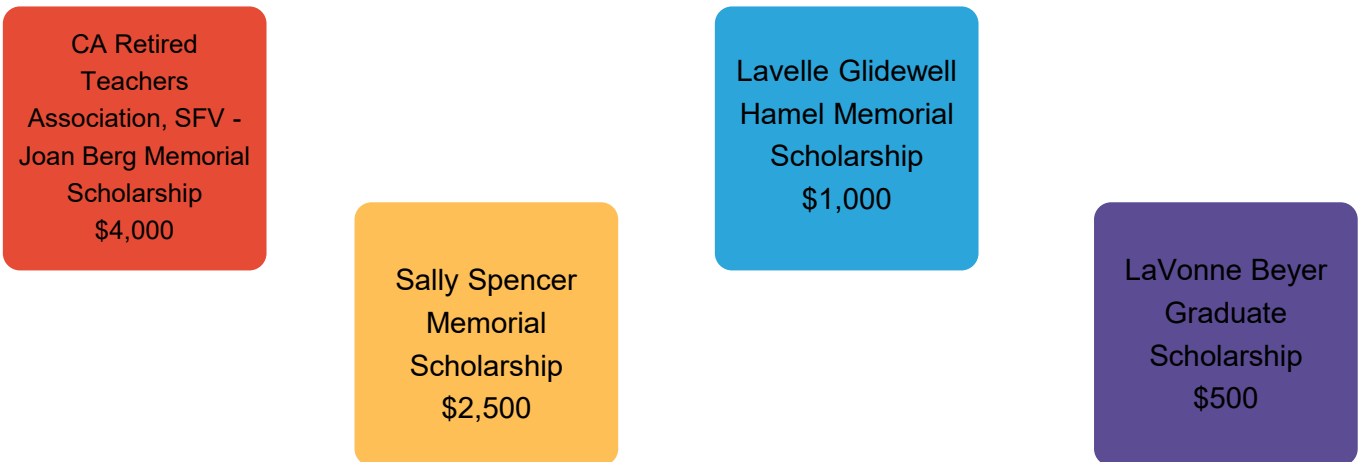 CA Retired
Teachers
Association, SFV -
Joan Berg Memorial
Scholarship
$4,000
Sally Spencer
Memorial
Scholarship
$2,500
Lavelle Glidewell
Hamel Memorial
Scholarship
$1,000
LaVonne Beyer
Graduate
Scholarship
$500